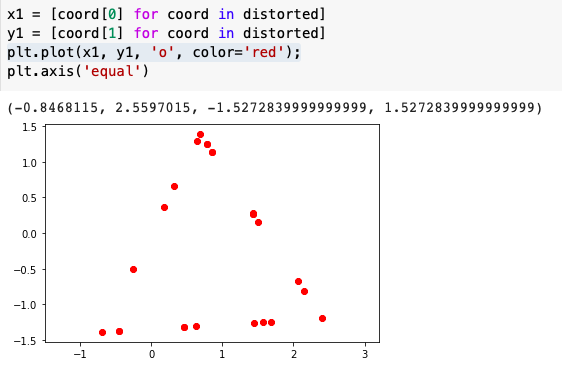 x1 = [coord[0] for coord in distorted]
y1 = [coord[1] for coord in distorted]
plt.plot(x1, y1, 'o', color='red');
plt.axis('equal')
(-0.8468115, 2.5597015, -1.5272839999999999, 1.5272839999999999)
1.5
1.0
0.5
0.0
−0.5
−1.0
−1.5
−1 0 1 2 3